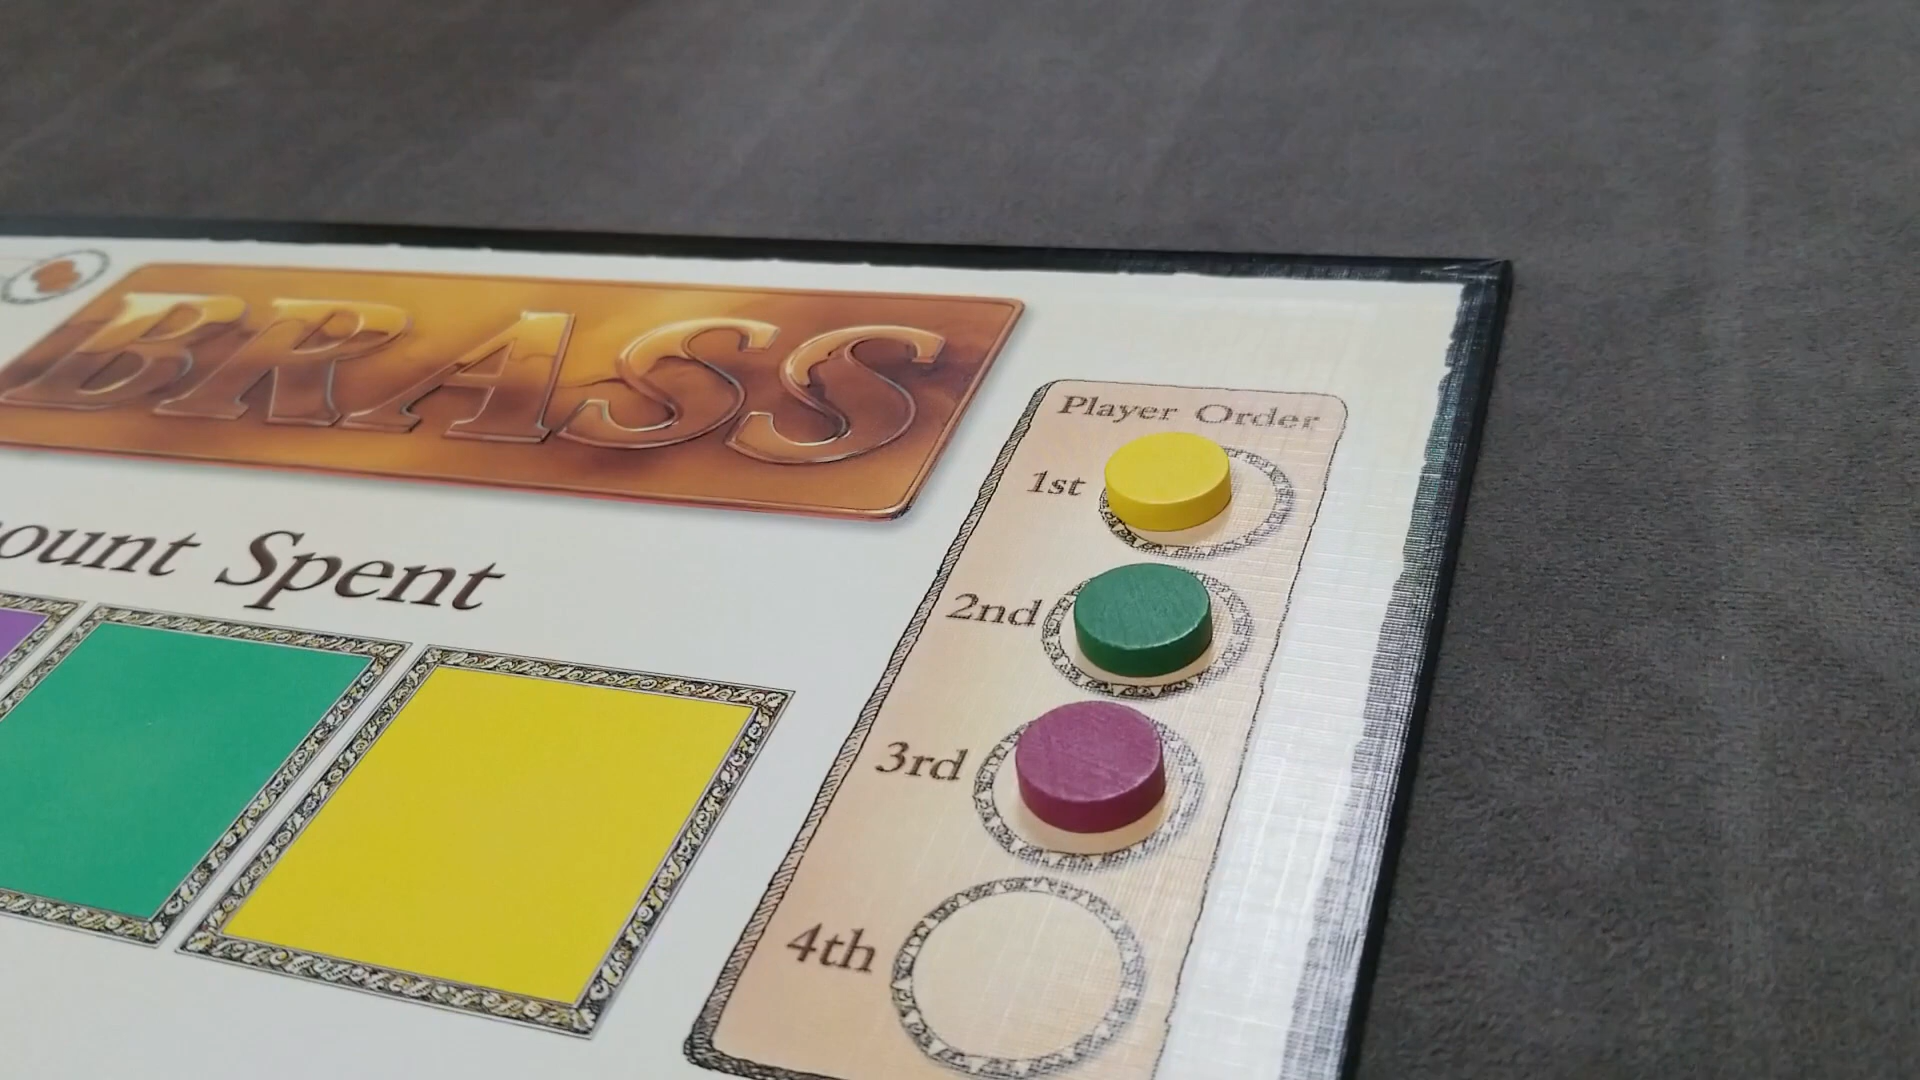 BRASS
Player Order
1st
2nd
3rd
4th
ount Spent